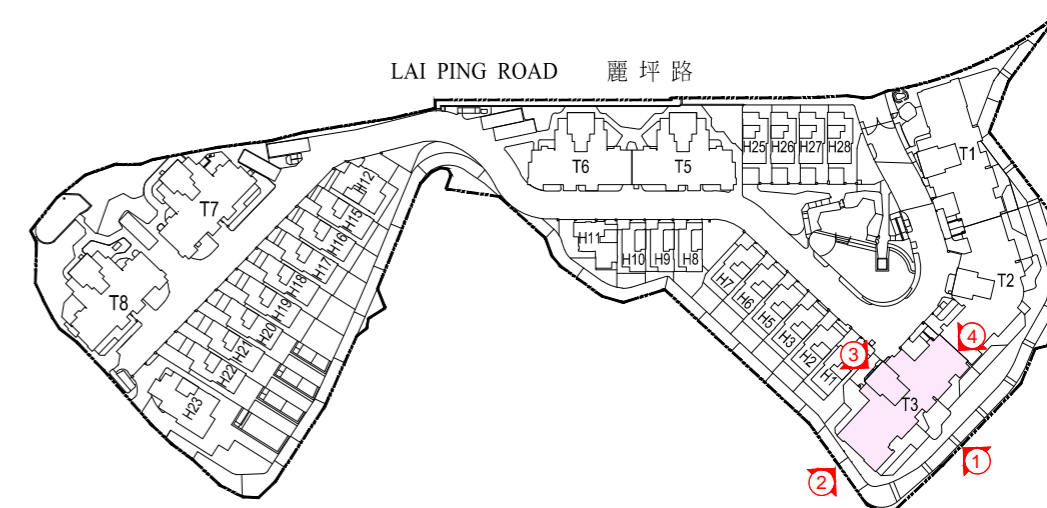 LAI PING ROAD 麗坪路
T1
T2
T3
T5
T6
T7
T8
H1
H2
H3
H5
H6
H7
H8
H9
H10
H11
H12
H15
H16
H17
H18
H19
H20
H21
H22
H23
H25
H26
H27
H28
1
2
3
4